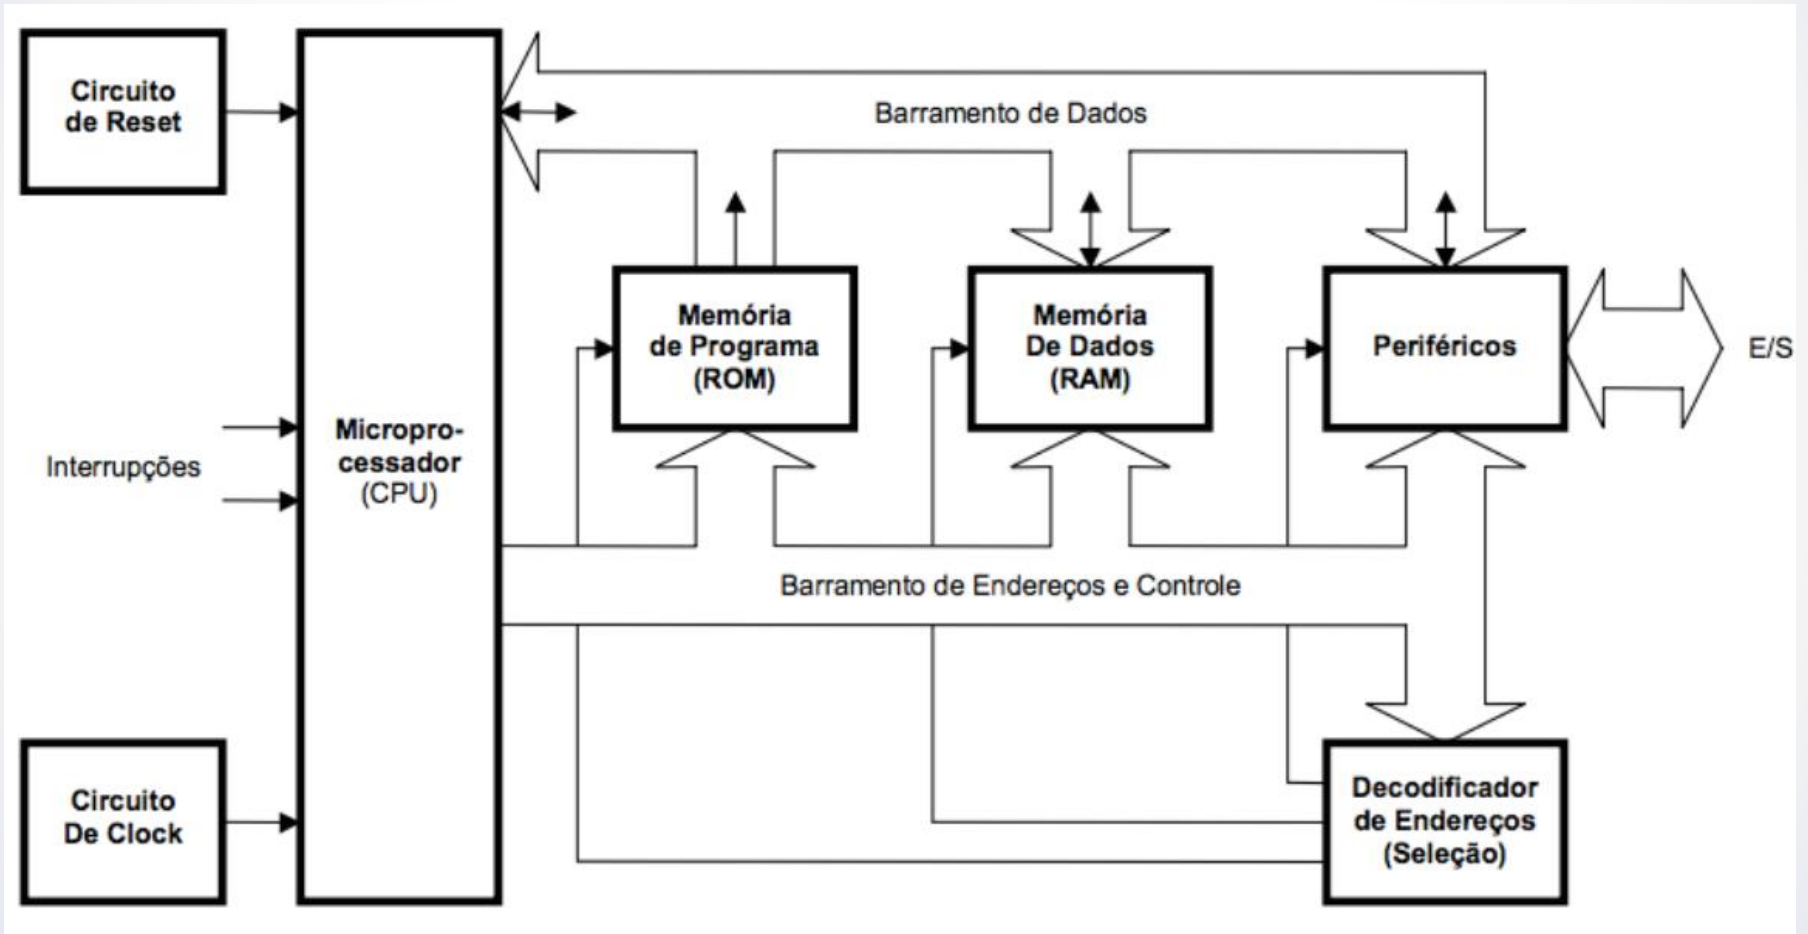 Circuito
de Reset
Barramento de Dados
Memória
de Programa
(ROM)
Memória
De Dados
(RAM)
Periféricos
E/S
Interrupções
Micropro-
cessador
(CPU)
Barramento de Endereços e Controle
Circuito
De Clock
Decodificador
de Endereços
(Seleção)